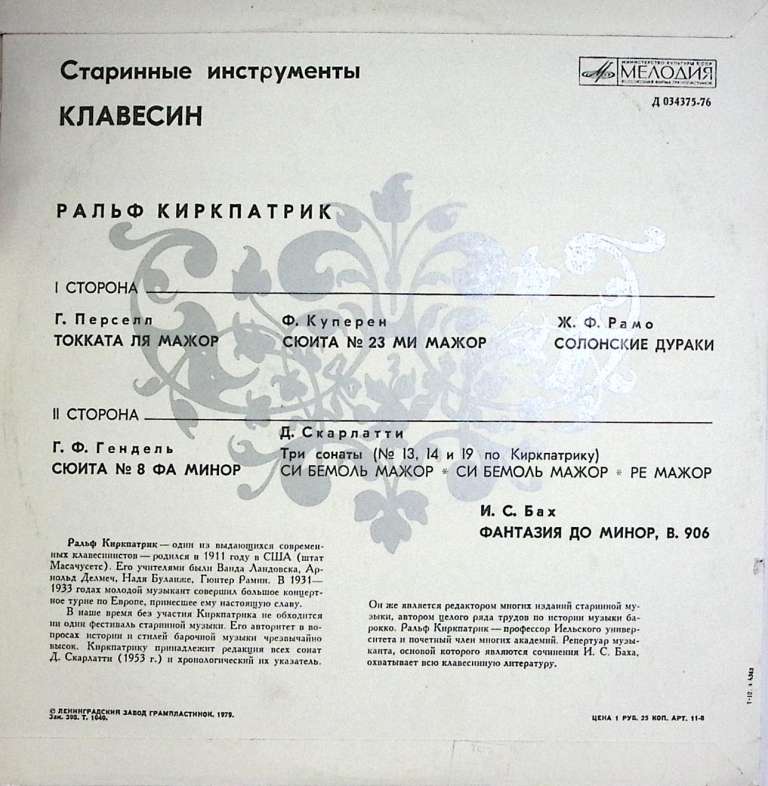 Старинные инструменты
КЛАВЕСИН
МИНИСТЕРСТВО КУЛЬТУРЫ СССР
МЕЛОДИЯ
ВСЕСОЮЗНАЯ ФИРМА ГРАМПЛАСТИНОК
Д 034375-76
РАЛЬФ КИРКПАТРИК
I СТОРОНА
Г. Перселл
ТОККАТА ЛЯ МАЖОР
Ф. Куперен
СЮИТА № 23 МИ МАЖОР
Ж. Ф. Рамо
СОЛОНСКИЕ ДУРАКИ
II СТОРОНА
Г. Ф. Гендель
СЮИТА № 8 ФА МИНОР
Д. Скарлатти
Три сонаты (№ 13, 14 и 19 по Киркпатрику)
СИ БЕМОЛЬ МАЖОР * СИ БЕМОЛЬ МАЖОР * РЕ МАЖОР
И. С. Бах
ФАНТАЗИЯ ДО МИНОР, В. 906
Ральф Киркпатрик — один из выдающихся современ-
ных клавесинистов — родился в 1911 году в США (штат
Масачусетс). Его учителями были Ванда Ландовска, Ар-
нольд Делмеч, Надя Буланже, Гюнтер Рамин. В 1931—
1933 годах молодой музыкант совершил большое концерт-
ное турне по Европе, принесшее ему настоящую славу.
В наше время без участия Киркпатрика не обходится
ни один фестиваль старинной музыки. Его авторитет в во-
просах истории и стилей барочной музыки чрезвычайно
высок. Киркпатрику принадлежит редакция всех сонат
Д. Скарлатти (1953 г.) и хронологический их указатель.
Он же является редактором многих изданий старинной му-
зыки, автором целого ряда трудов по истории музыки ба-
рокко. Ральф Киркпатрик — профессор Иельского универ-
ситета и почетный член многих академий. Репертуар музы-
канта, основой которого являются сочинения И. С. Баха,
охватывает всю клавесинную литературу.
© ЛЕНИНГРАДСКИЙ ЗАВОД ГРАМПЛАСТИНОК, 1979.
Зак. 398. Т. 1040.
ЦЕНА 1 РУБ. 25 КОП. АРТ. 11-8